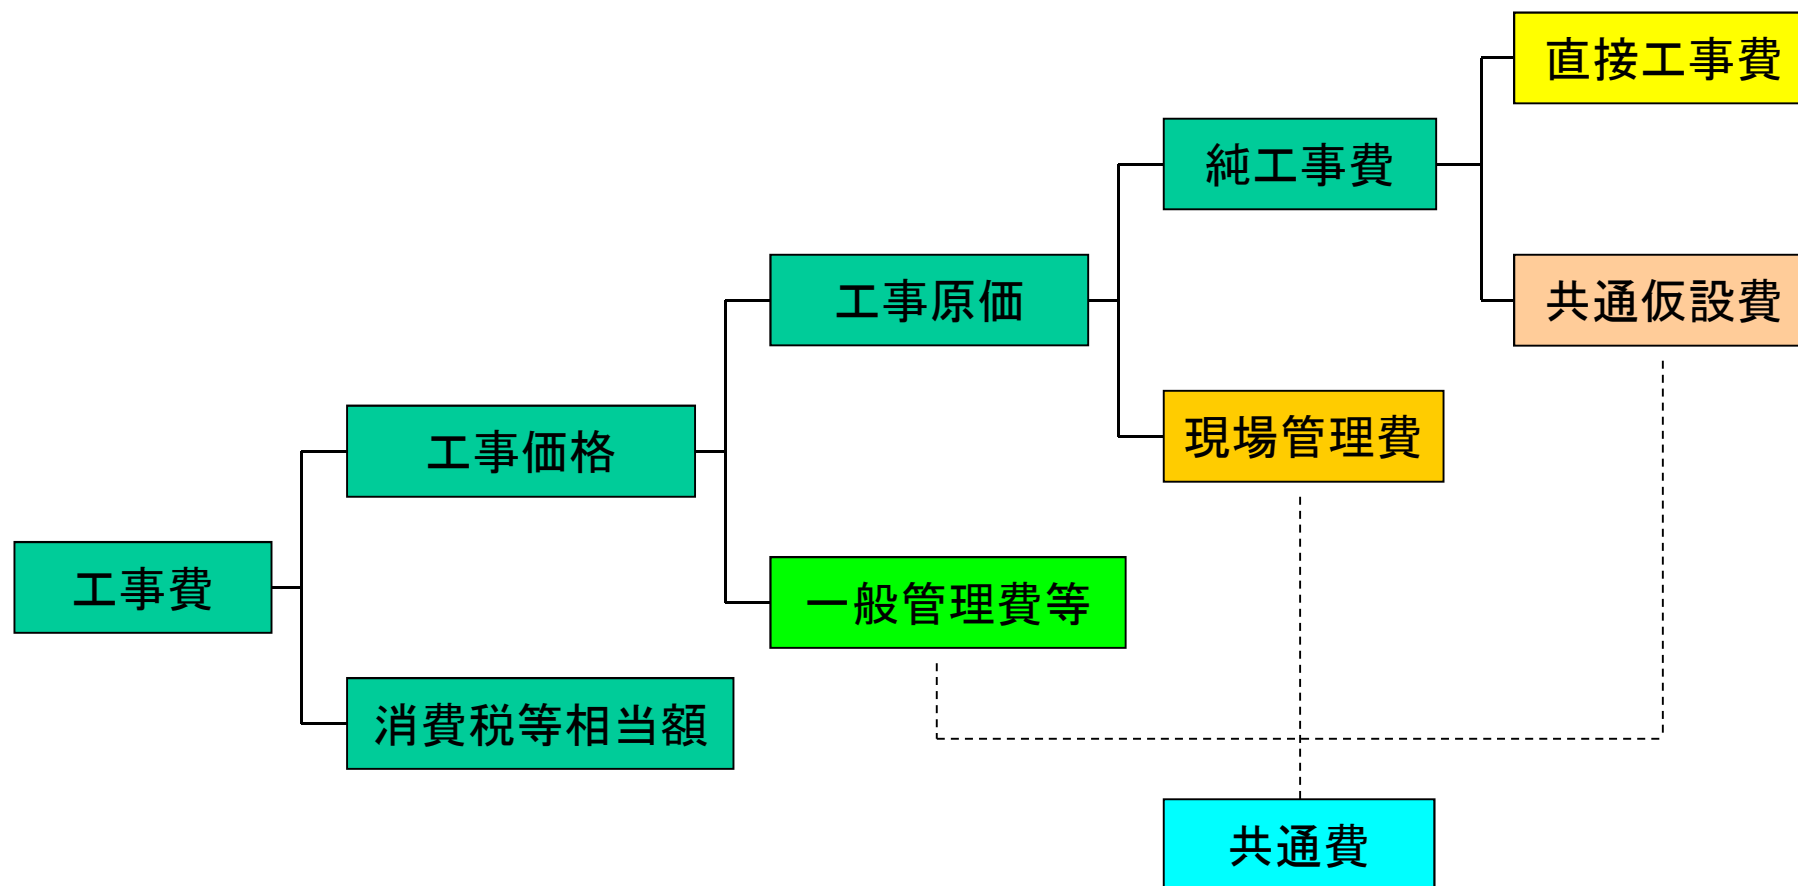 直接工事費
純工事費
工事原価
共通仮設費
現場管理費
工事価格
工事費
一般管理費等
消費税等相当額
共通費